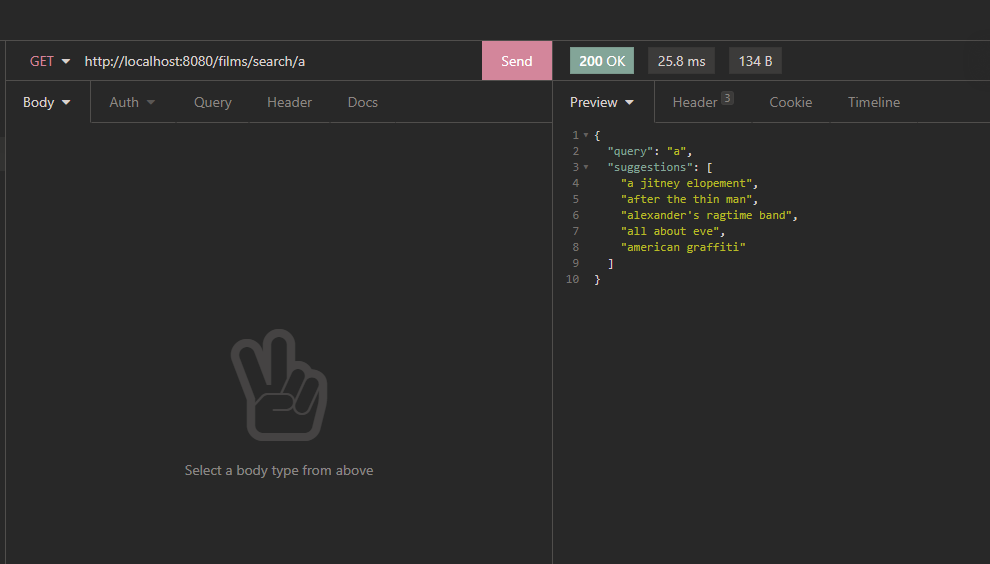 GET http://localhost:8080/films/search/a Send
Body Auth Query Header Docs
Select a body type from above
200 OK 25.8 ms 134 B
Preview Header 3 Cookie Timeline
1 {
2 "query": "a",
3 "suggestions": [
4 "a jitney elopement",
5 "after the thin man",
6 "alexander's ragtime band",
7 "all about eve",
8 "american graffiti"
9 ]
10 }